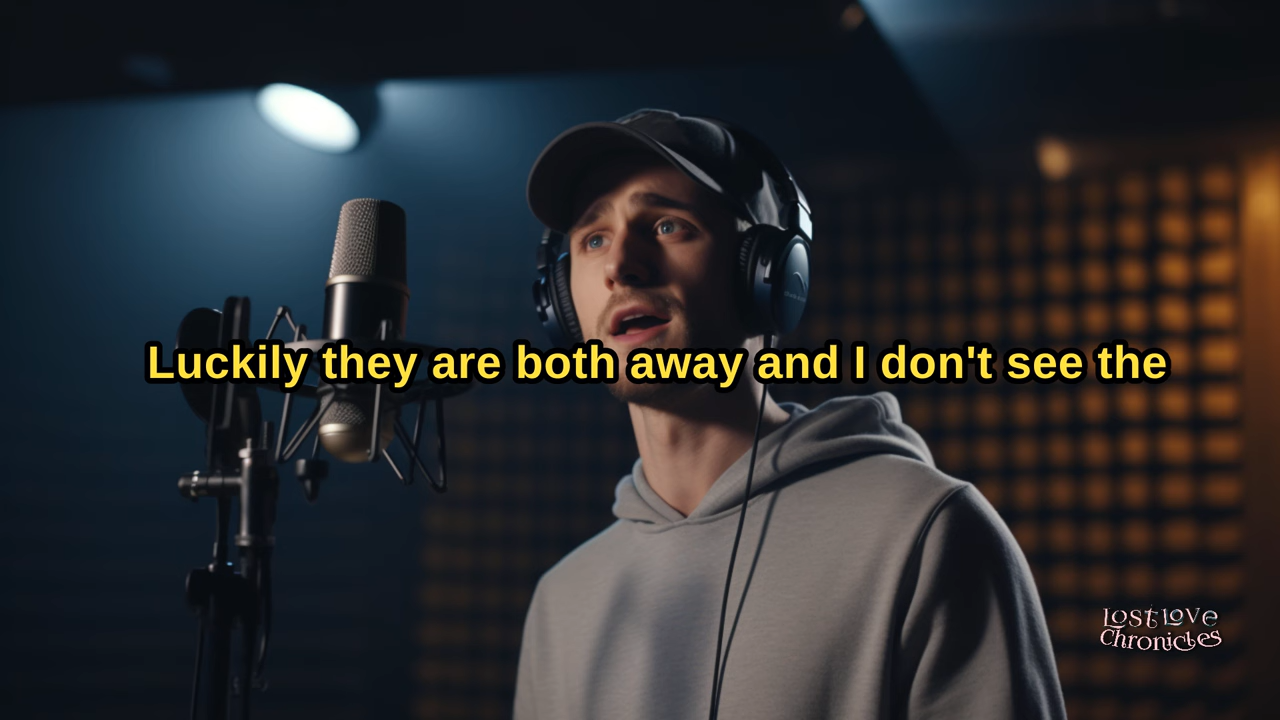 Luckily they are both away and I don't see the
Lost love
Chronicles